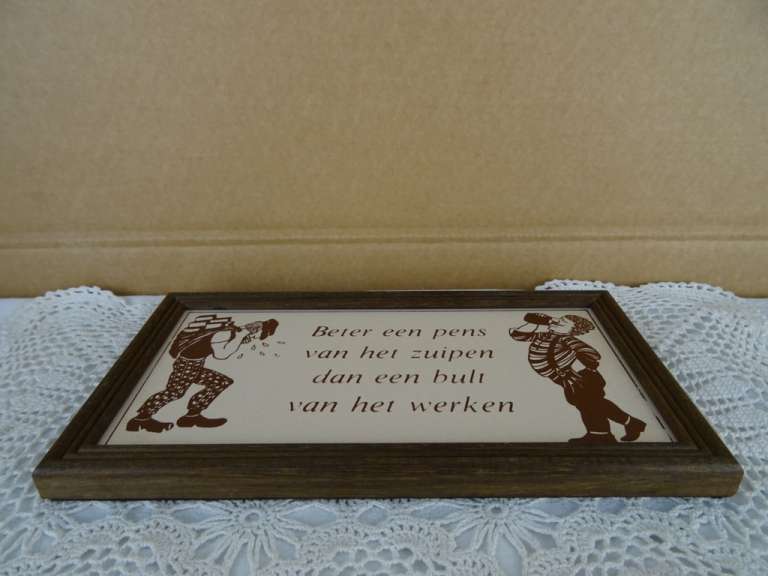 Beter een pens
van het zuipen
dan een bult
van het werken